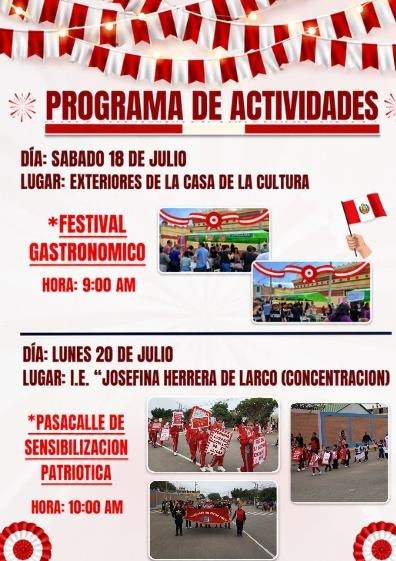 PROGRAMA DE ACTIVIDADES
DÍA: SABADO 18 DE JULIO
LUGAR: EXTERIORES DE LA CASA DE LA CULTURA
*FESTIVAL
GASTRONOMICO
HORA: 9:00 AM
DÍA: LUNES 20 DE JULIO
LUGAR: I.E. “JOSEFINA HERRERA DE LARCO (CONCENTRACION)
*PASACALLE DE
SENSIBILIZACION
PATRIOTICA
HORA: 10:00 AM